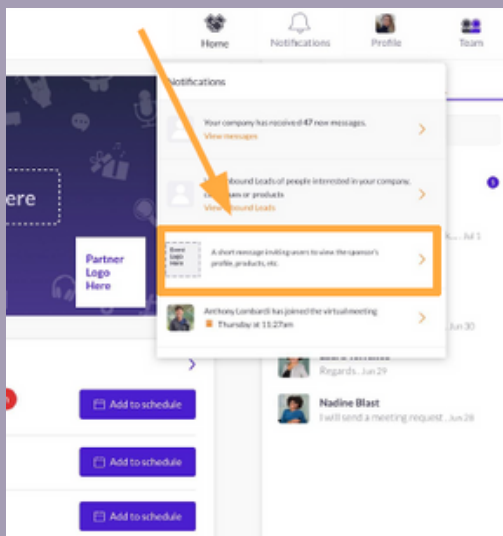 Home
Notifications
Profile
Team
Notifications
Your company has received 47 new messages.
View messages
Inbound Leads of people interested in your company,
or products
View Inbound Leads
ere
Event
Logo
Here
A short message inviting users to view the sponsor's
profile, products, etc.
Jul 1
Partner
Logo
Here
Anthony Lombardi has joined the virtual meeting
Thursday at 11:27am
Jun 30
Regards. Jun 29
Add to schedule
Nadine Blast
I will send a meeting request. Jun 28
Add to schedule
Add to schedule